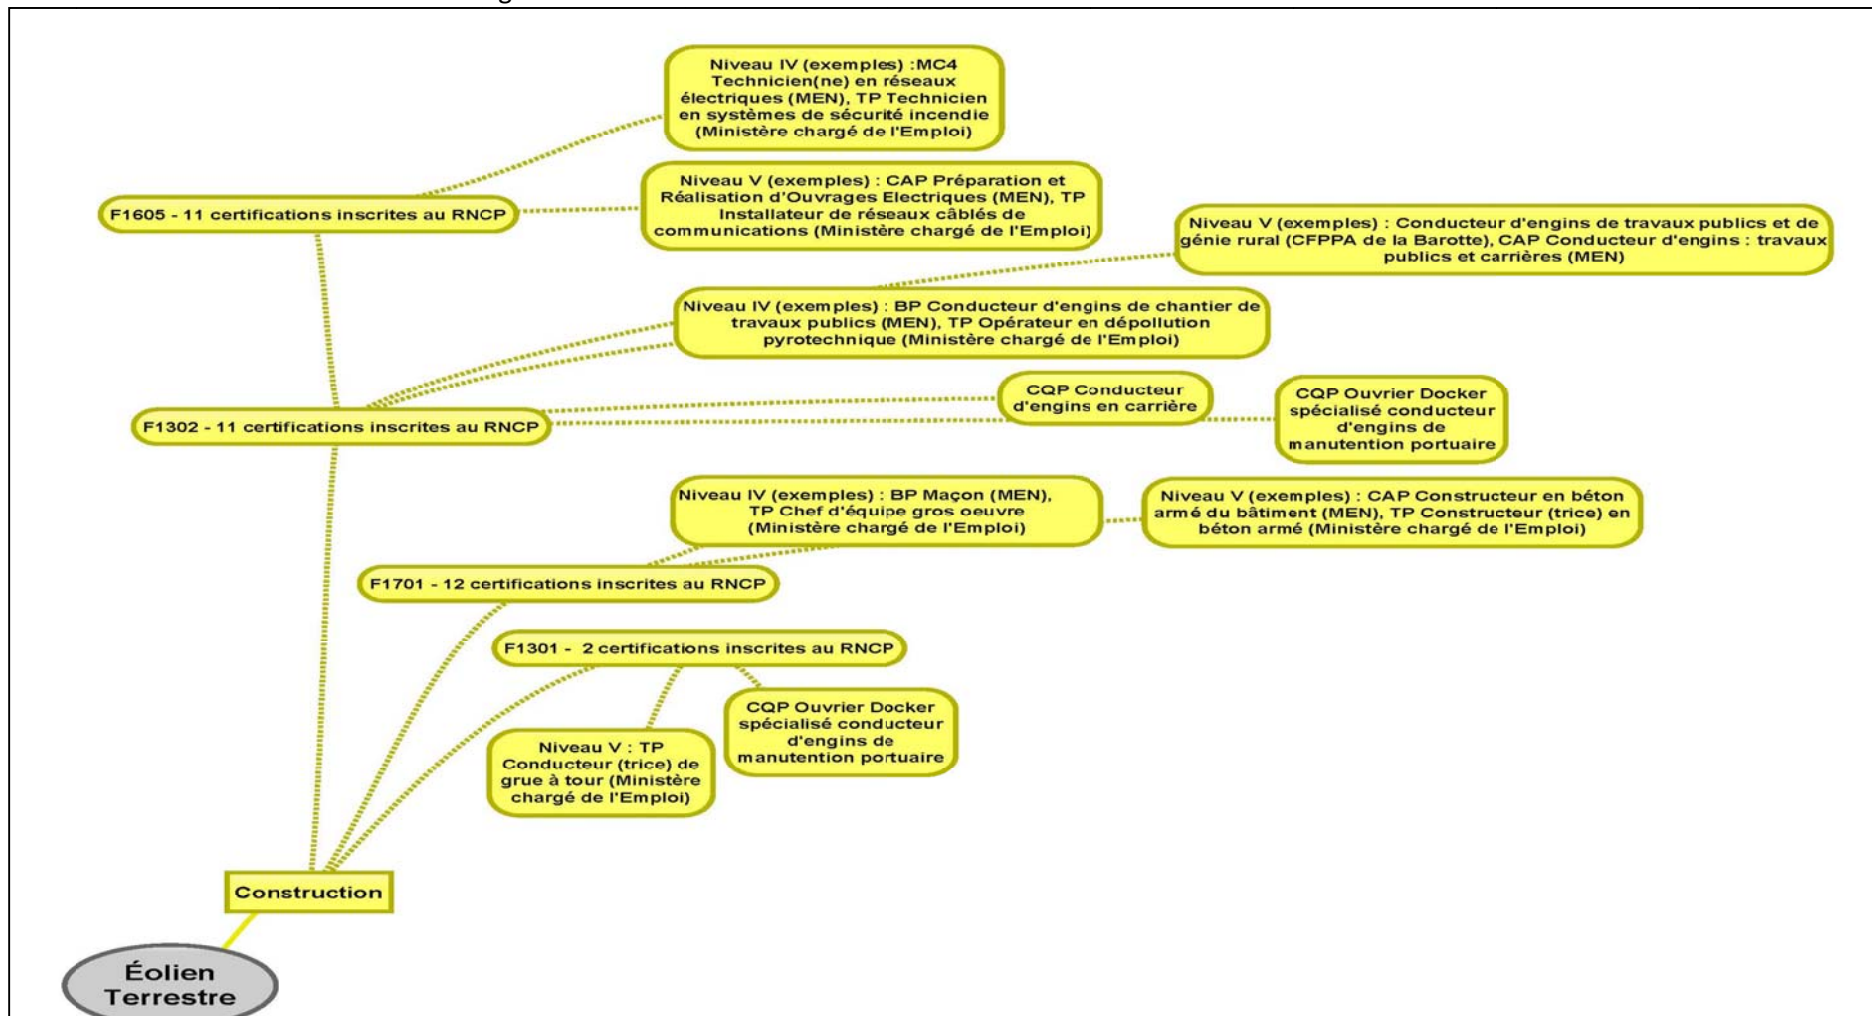 Niveau IV (exemples) :MC4
Technicien(ne) en réseaux
électriques (MEN), TP Technicien
en systèmes de sécurité incendie
(Ministère chargé de l'Emploi)
Niveau V (exemples) : CAP Préparation et
Réalisation d'Ouvrages Electriques (MEN), TP
Installateur de réseaux câblés de
communications (Ministère chargé de l'Emploi)
F1605 - 11 certifications inscrites au RNCP
Niveau V (exemples) : Conducteur d'engins de travaux publics et de
génie rural (CFPPA de la Barotte), CAP Conducteur d'engins : travaux
publics et carrières (MEN)
Niveau IV (exemples) : BP Conducteur d'engins de chantier de
travaux publics (MEN), TP Opérateur en dépollution
pyrotechnique (Ministère chargé de l'Emploi)
CQP Conducteur
d'engins en carrière
CQP Ouvrier Docker
spécialisé conducteur
d'engins de
manutention portuaire
F1302 - 11 certifications inscrites au RNCP
Niveau IV (exemples) : BP Maçon (MEN),
TP Chef d'équipe gros oeuvre
(Ministère chargé de l'Emploi)
Niveau V (exemples) : CAP Constructeur en béton
armé du bâtiment (MEN), TP Constructeur (trice) en
béton armé (Ministère chargé de l'Emploi)
F1701 - 12 certifications inscrites au RNCP
F1301 - 2 certifications inscrites au RNCP
CQP Ouvrier Docker
spécialisé conducteur
d'engins de
manutention portuaire
Niveau V : TP
Conducteur (trice) de
grue à tour (Ministère
chargé de l'Emploi)
Construction
Éolien
Terrestre